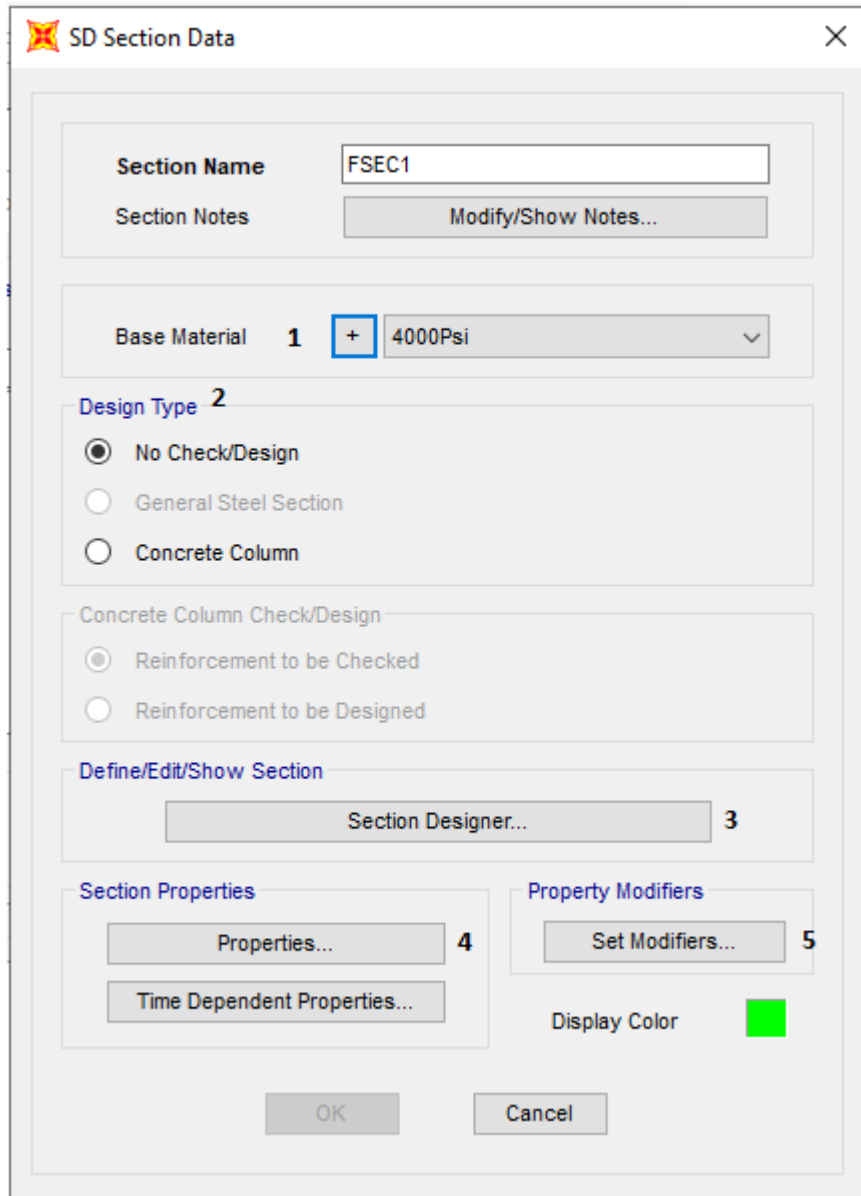 SD Section Data
Section Name FSEC1
Section Notes Modify/Show Notes...
Base Material 1 + 4000Psi
Design Type 2
No Check/Design
General Steel Section
Concrete Column
Concrete Column Check/Design
Reinforcement to be Checked
Reinforcement to be Designed
Define/Edit/Show Section
Section Designer... 3
Section Properties
Properties... 4
Time Dependent Properties...
Property Modifiers
Set Modifiers... 5
Display Color
OK Cancel